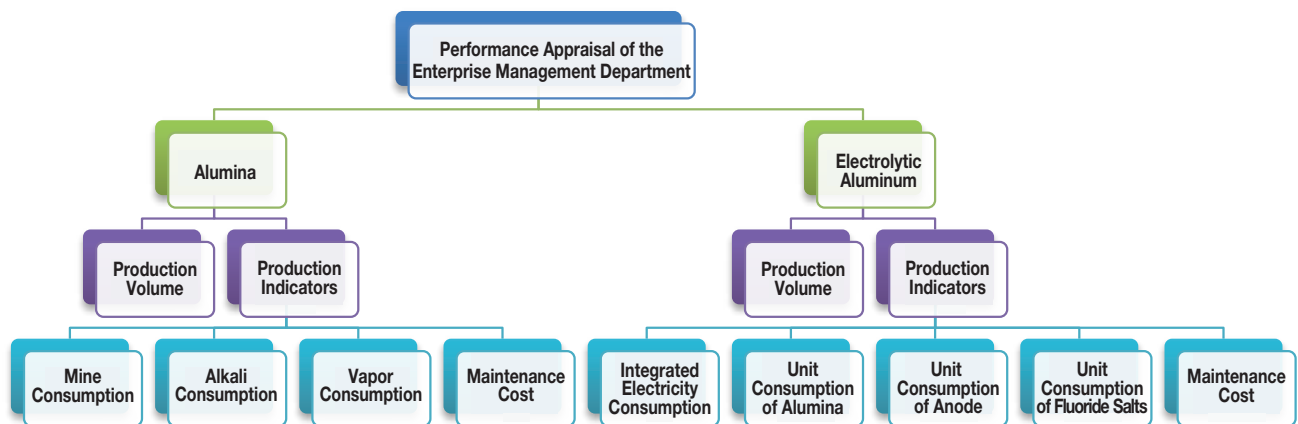 Performance Appraisal of the
Enterprise Management Department
Alumina
Electrolytic
Aluminum
Production
Volume
Production
Indicators
Production
Volume
Production
Indicators
Mine
Consumption
Alkali
Consumption
Vapor
Consumption
Maintenance
Cost
Integrated
Electricity
Consumption
Unit
Consumption
of Alumina
Unit
Consumption
of Anode
Unit
Consumption
of Fluoride Salts
Maintenance
Cost